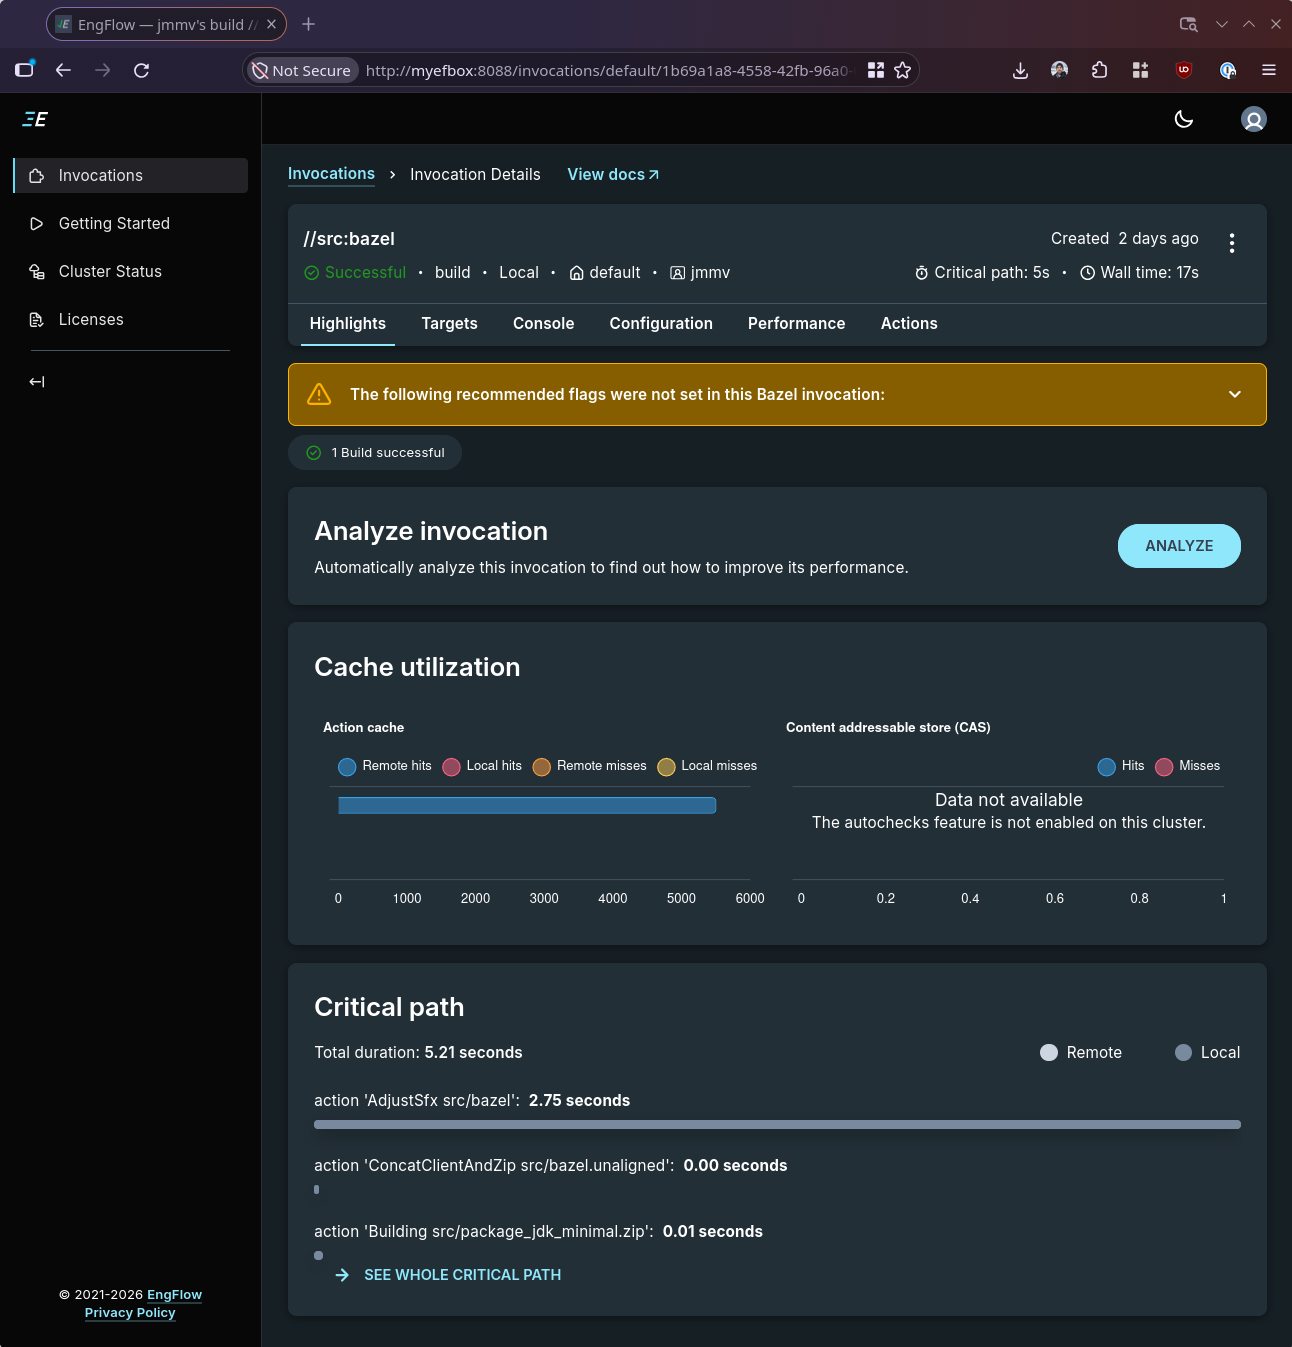 EngFlow — jmmv's build //
Not Secure http://myefbox:8088/invocations/default/1b69a1a8-4558-42fb-96a0-
Invocations
Getting Started
Cluster Status
Licenses
© 2021-2026 EngFlow
Privacy Policy
Invocations > Invocation Details View docs
//src:bazel
Created 2 days ago
Successful • build • Local • default • jmmv
Critical path: 5s • Wall time: 17s
Highlights Targets Console Configuration Performance Actions
The following recommended flags were not set in this Bazel invocation:
1 Build successful
Analyze invocation
Automatically analyze this invocation to find out how to improve its performance.
ANALYZE
Cache utilization
Action cache
Remote hits Local hits Remote misses Local misses
0 1000 2000 3000 4000 5000 6000
Content addressable store (CAS)
Hits Misses
Data not available
The autochecks feature is not enabled on this cluster.
0 0.2 0.4 0.6 0.8 1
Critical path
Total duration: 5.21 seconds
Remote Local
action 'AdjustSfx src/bazel': 2.75 seconds
action 'ConcatClientAndZip src/bazel.unaligned': 0.00 seconds
action 'Building src/package_jdk_minimal.zip': 0.01 seconds
SEE WHOLE CRITICAL PATH